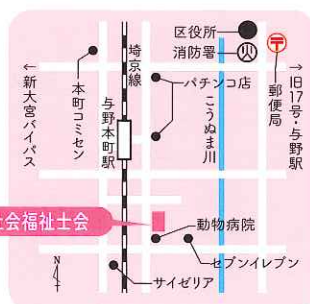 区役所
消防署
〒
郵便局
→旧17号・与野駅
埼京線
パチンコ店
こうぬま川
本町コミセン
←新大宮バイパス
与野本町駅
会福祉士会
動物病院
セブンイレブン
サイゼリア
N